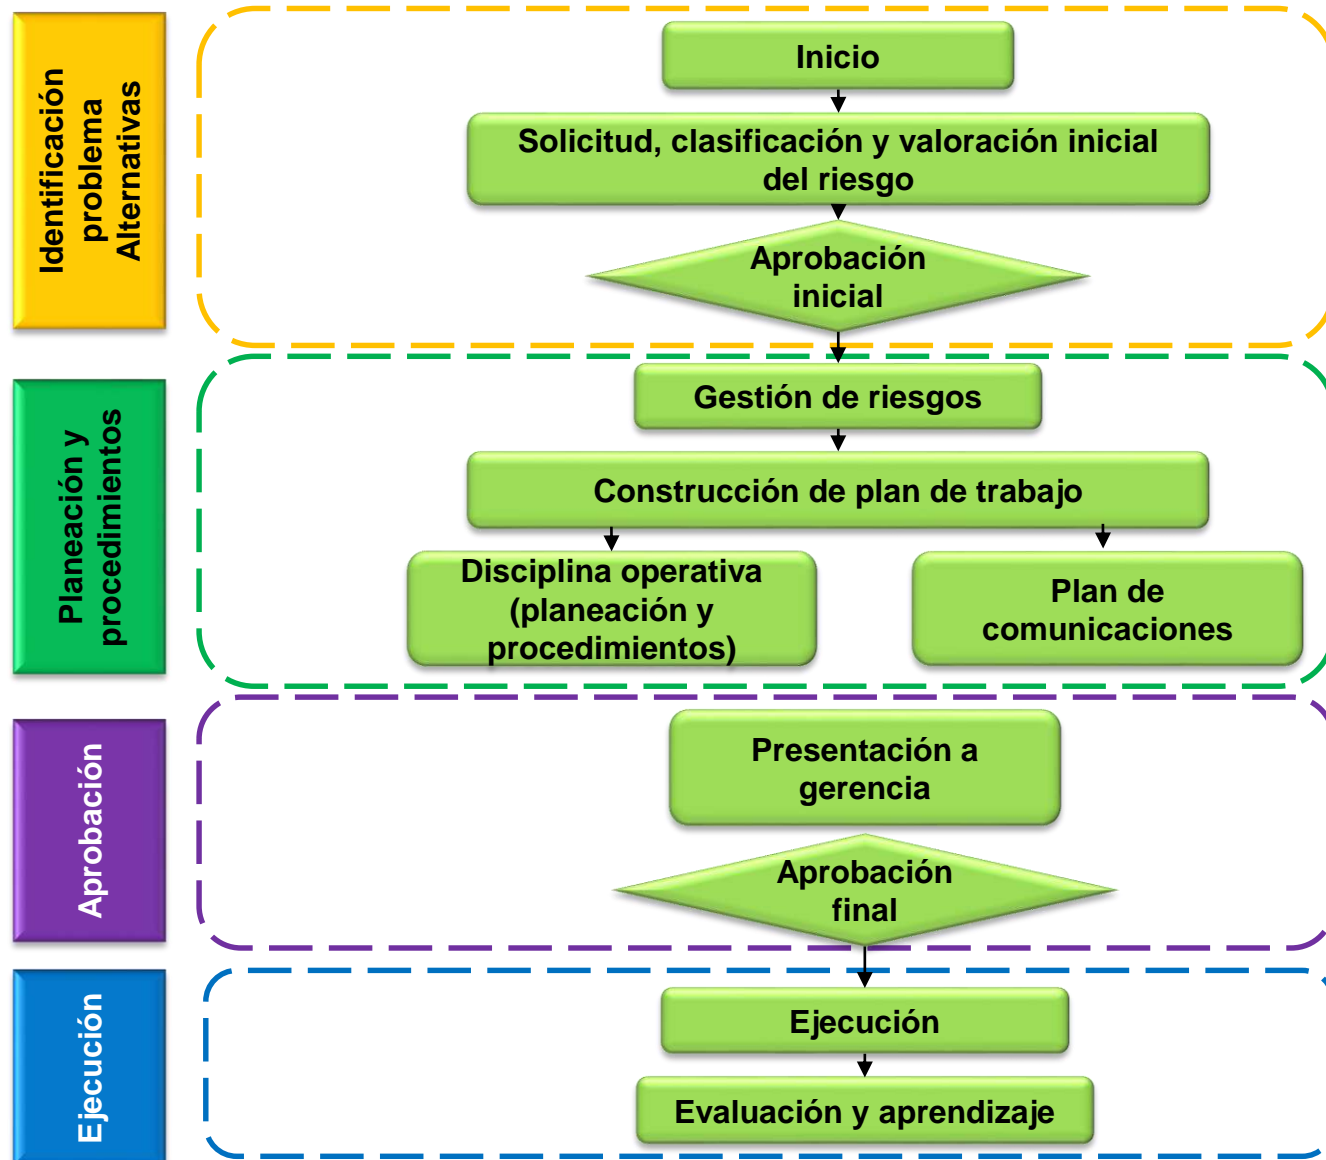 Identificación
problema
Alternativas
Inicio
Solicitud, clasificación y valoración inicial
del riesgo
Aprobación
inicial
Planeación y
procedimientos
Gestión de riesgos
Construcción de plan de trabajo
Disciplina operativa
(planeación y
procedimientos)
Plan de
comunicaciones
Aprobación
Presentación a
gerencia
Aprobación
final
Ejecución
Ejecución
Evaluación y aprendizaje